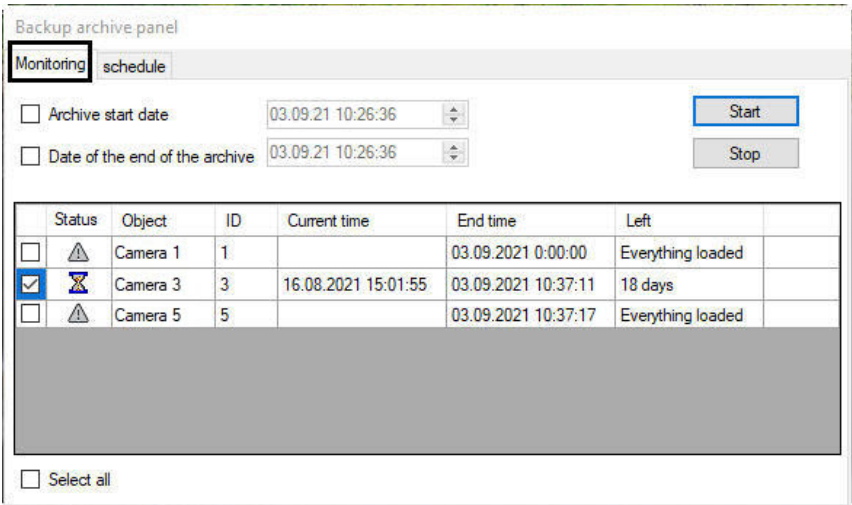 Backup archive panel
Monitoring schedule
Archive start date 03.09.21 10:26:36 Start
Date of the end of the archive 03.09.21 10:26:36 Stop
Status Object ID Current time End time Left
Camera 1 1 03.09.2021 0:00:00 Everything loaded
Camera 3 3 16.08.2021 15:01:55 03.09.2021 10:37:11 18 days
Camera 5 5 03.09.2021 10:37:17 Everything loaded
Select all